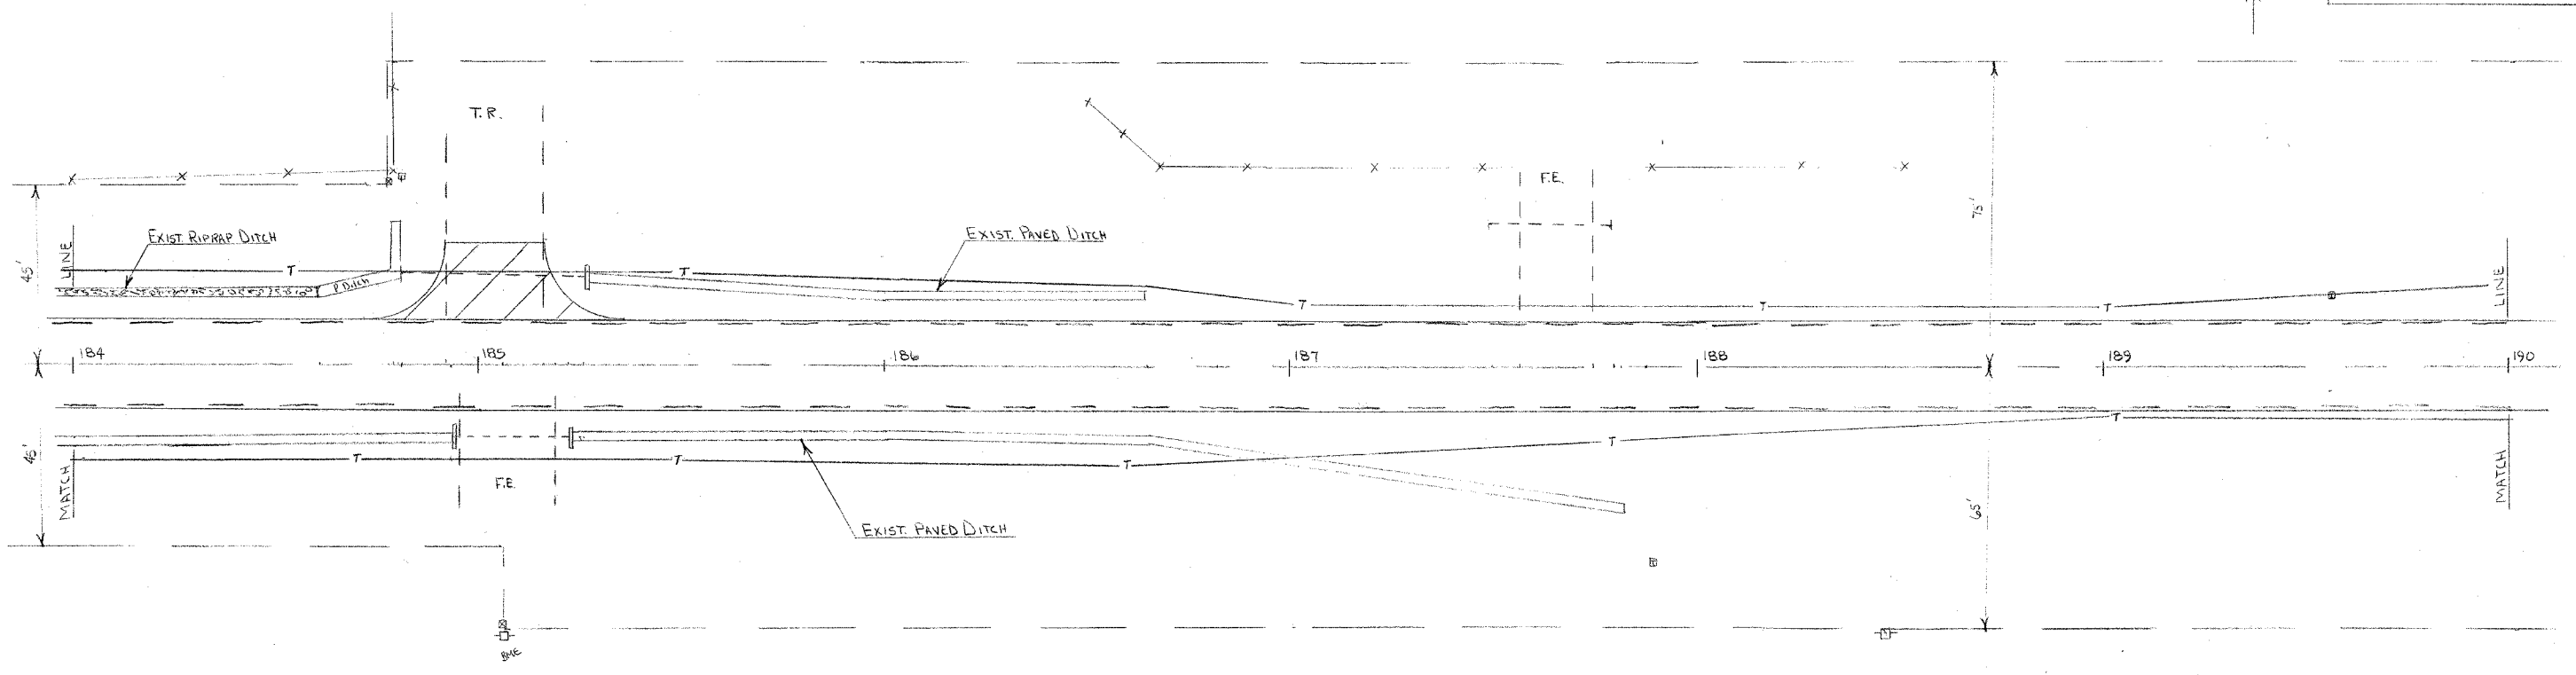 T.R.
F.E.
75'
EXIST. RIPRAP DITCH
EXIST. PAVED DITCH
LINE
LINE
45'
T
T
P. DITCH
T
T
T
184
185
186
187
188
189
190
45'
MATCH
T
T
T
T
T
MATCH
F.E.
65'
EXIST. PAVED DITCH
BME